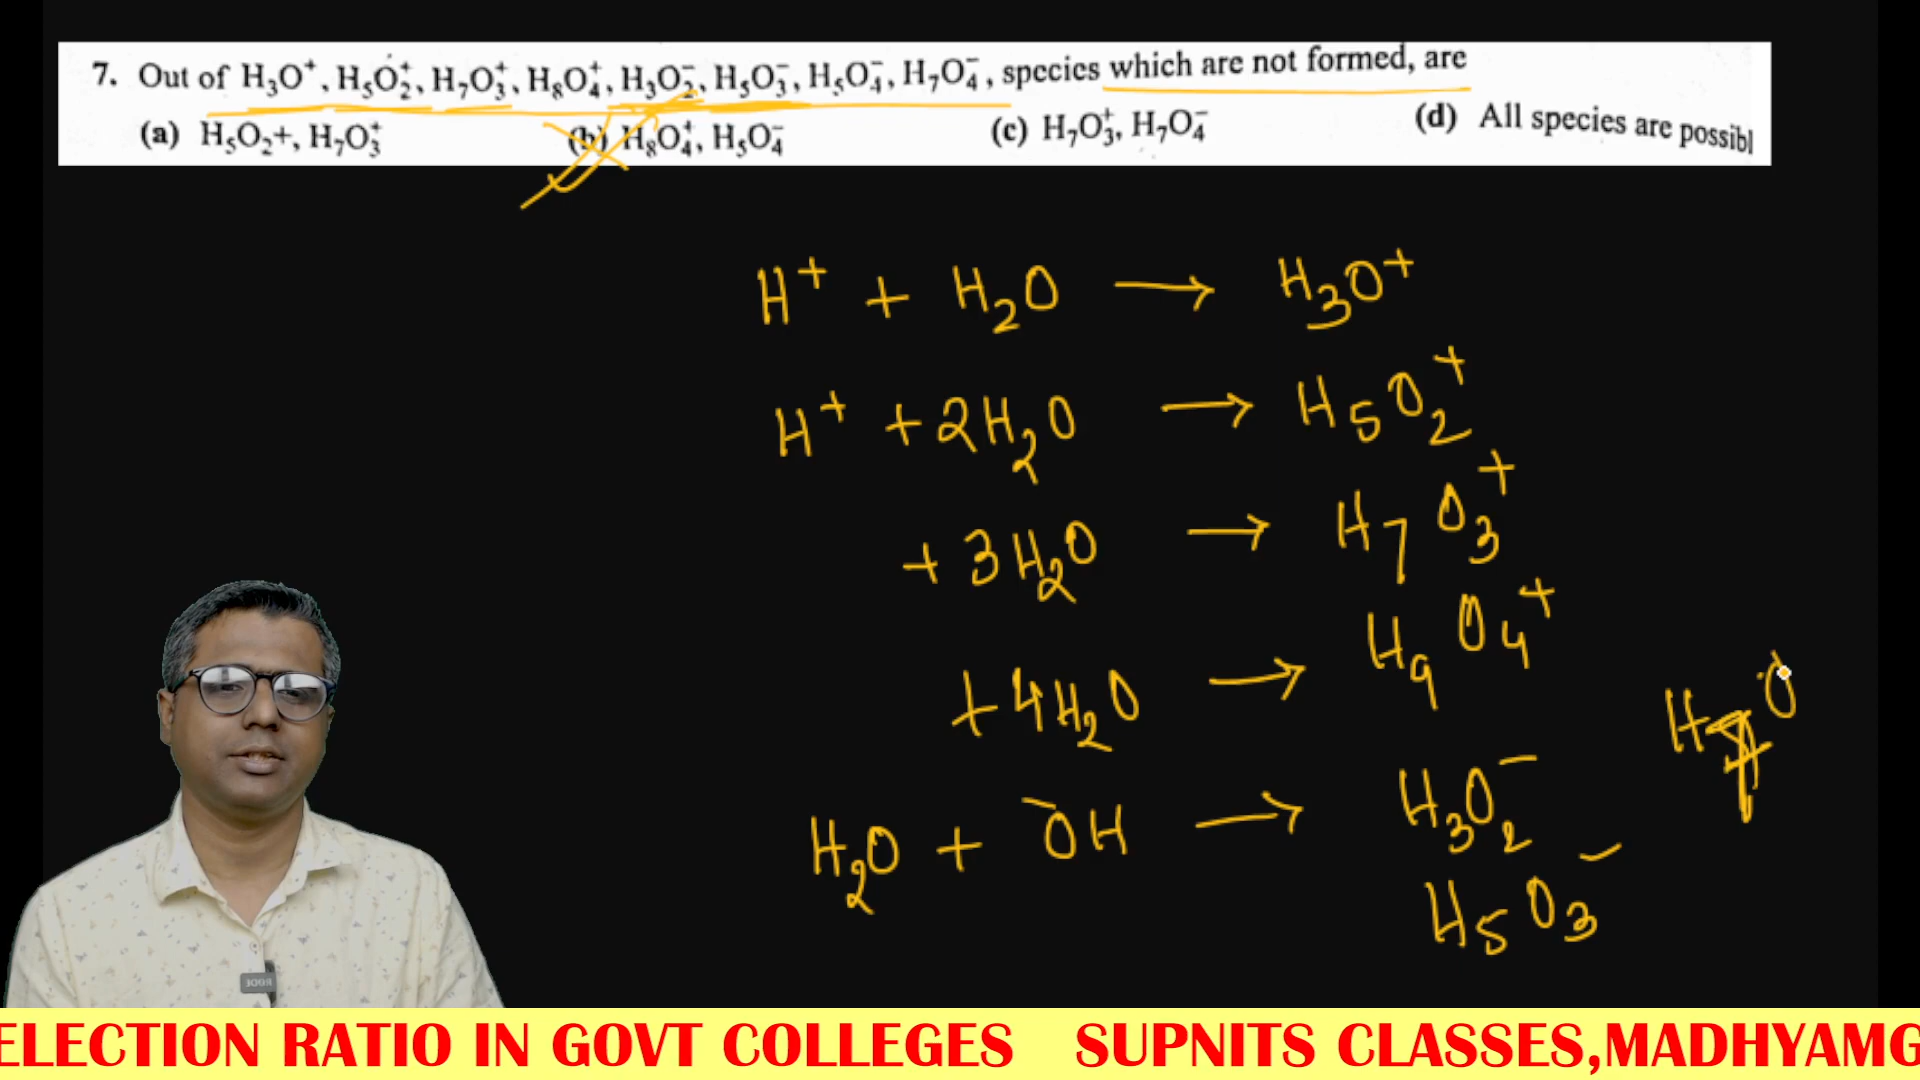 7. Out of H₃O⁺, H₅O₂⁺, H₇O₃⁺, H₈O₄⁺, H₃O₂⁻, H₅O₃⁻, H₅O₄⁻, H₇O₄⁻, species which are not formed, are
(a) H₅O₂+, H₇O₃⁺ (b) H₈O₄⁺, H₅O₄⁻ (c) H₇O₃⁺, H₇O₄⁻ (d) All species are possibl
H⁺ + H₂O → H₃O⁺
H⁺ + 2H₂O → H₅O₂⁺
+ 3H₂O → H₇O₃⁺
+ 4H₂O → H₉O₄⁺
H₂O + ⁻OH → H₃O₂⁻
H₅O₃⁻
RODE
ELECTION RATIO IN GOVT COLLEGES SUPNITS CLASSES,MADHYAMG